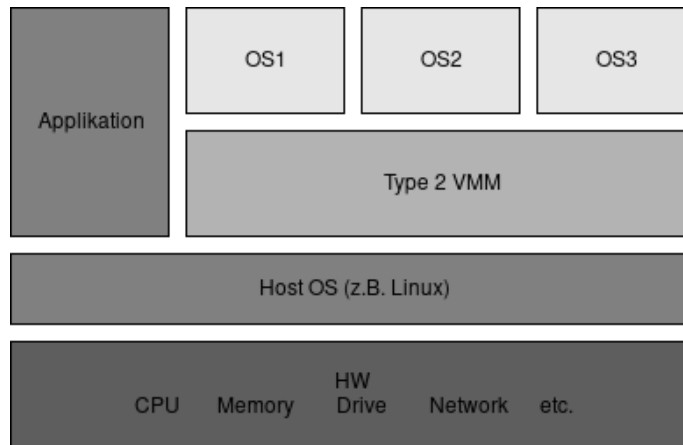 OS1
OS2
OS3
Applikation
Type 2 VMM
Host OS (z.B. Linux)
HW
CPU Memory Drive Network etc.